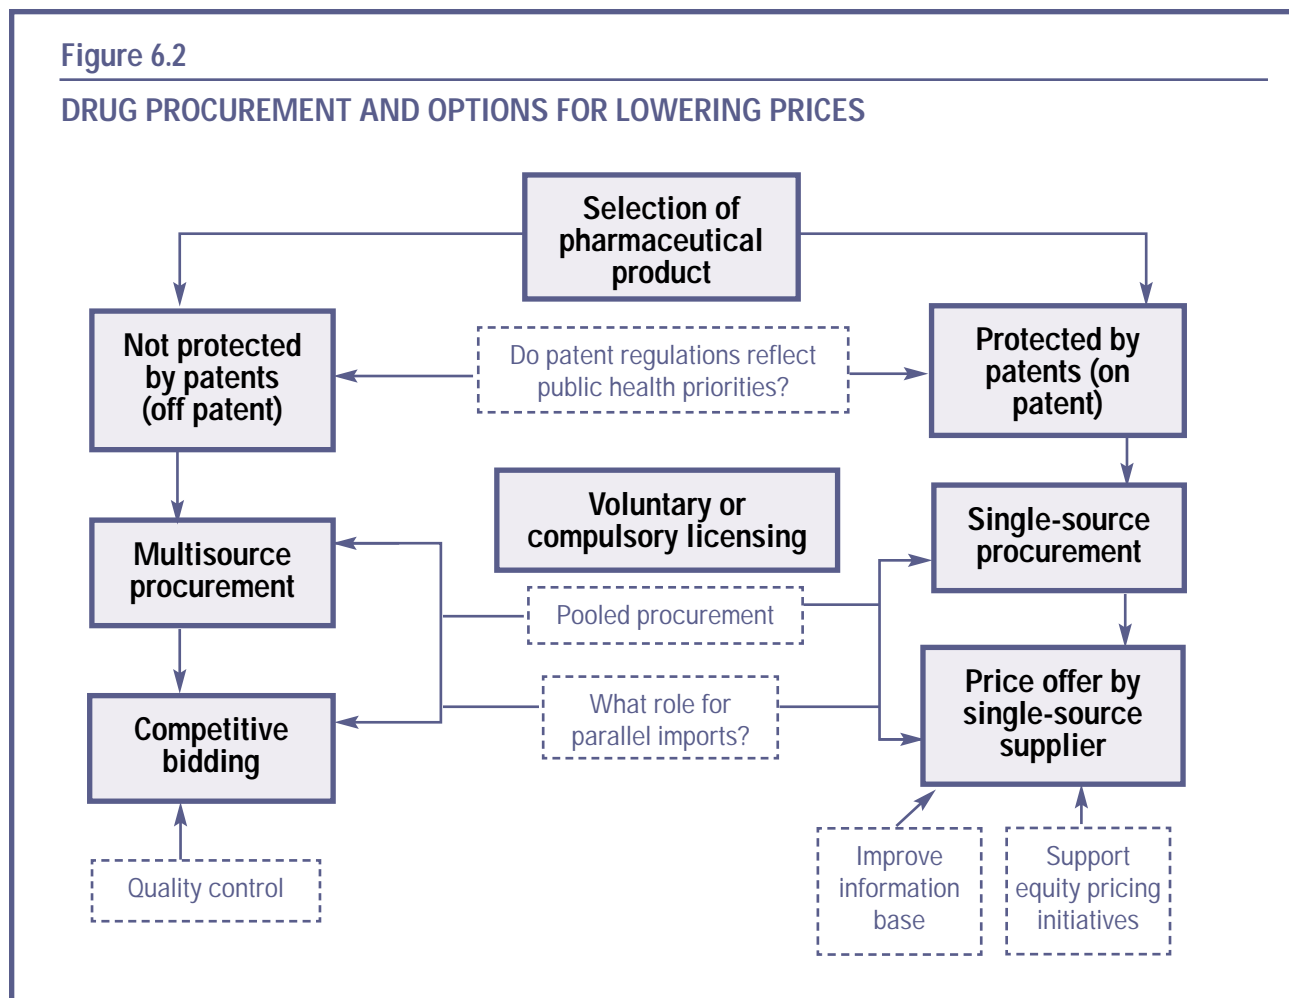 Figure 6.2
DRUG PROCUREMENT AND OPTIONS FOR LOWERING PRICES
Selection of
pharmaceutical
product
Not protected
by patents
(off patent)
Do patent regulations reflect
public health priorities?
Protected by
patents (on
patent)
Voluntary or
compulsory licensing
Multisource
procurement
Single-source
procurement
Pooled procurement
What role for
parallel imports?
Competitive
bidding
Price offer by
single-source
supplier
Quality control
Improve
information
base
Support
equity pricing
initiatives